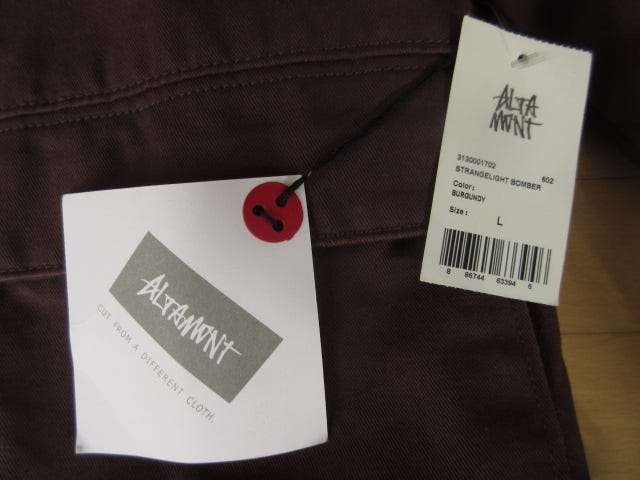 ALTAMONT
CUT FROM A DIFFERENT CLOTH.
ALTA
MONT
3130001702 602
STRANGELIGHT BOMBER
Color:
BURGUNDY
Size: L
8 86744 63394 6